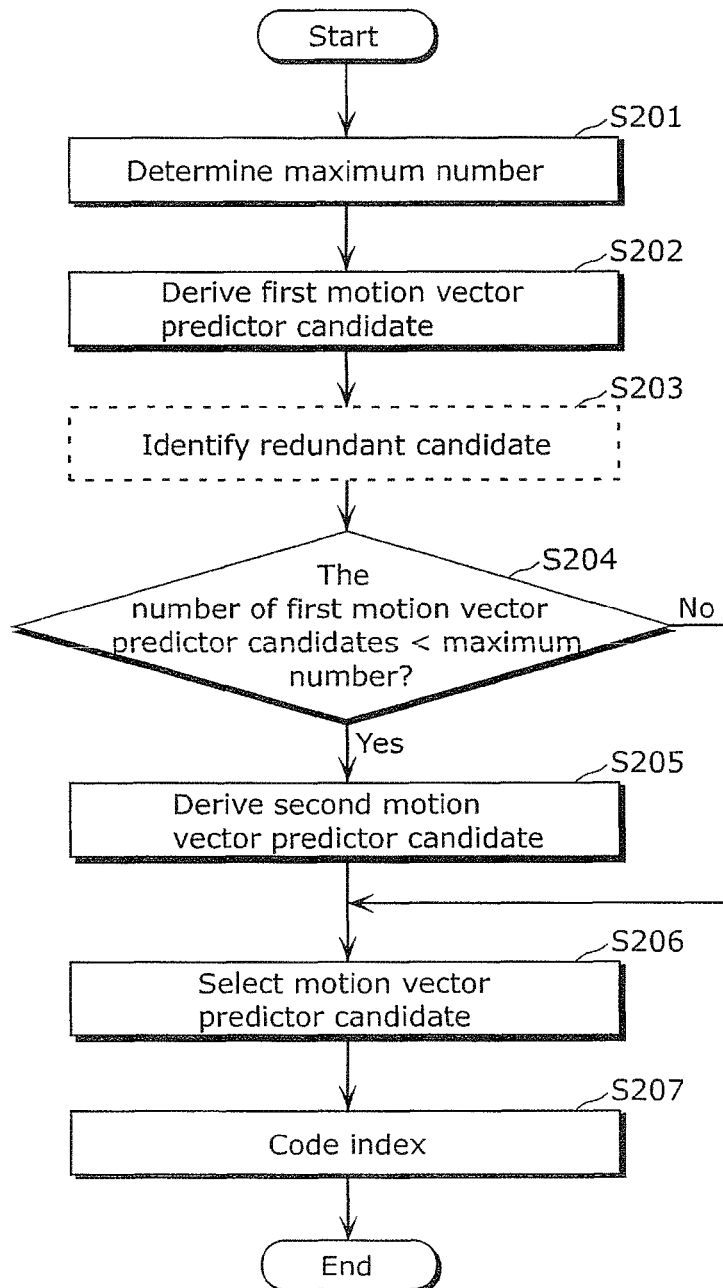 Start
S201
Determine maximum number
S202
Derive first motion vector
predictor candidate
S203
Identify redundant candidate
S204
The
number of first motion vector
predictor candidates < maximum
number?
No
Yes
S205
Derive second motion
vector predictor candidate
S206
Select motion vector
predictor candidate
S207
Code index
End